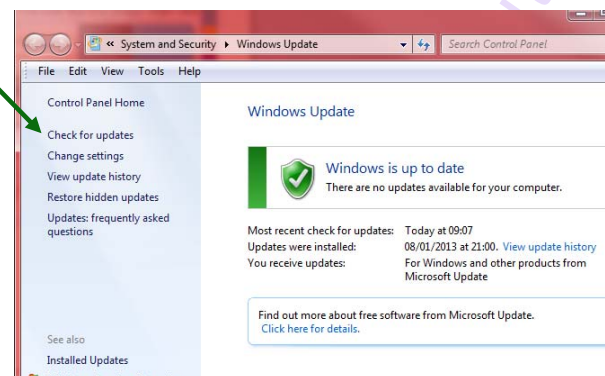 « System and Security ▸ Windows Update
Search Control Panel
File Edit View Tools Help
Control Panel Home
Check for updates
Change settings
View update history
Restore hidden updates
Updates: frequently asked
questions
See also
Installed Updates
Windows Update
Windows is up to date
There are no updates available for your computer.
Most recent check for updates: Today at 09:07
Updates were installed: 08/01/2013 at 21:00. View update history
You receive updates: For Windows and other products from
Microsoft Update
Find out more about free software from Microsoft Update.
Click here for details.